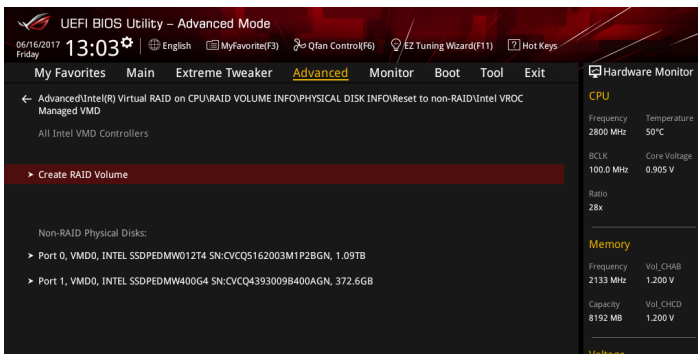 UEFI BIOS Utility – Advanced Mode
06/16/2017 Friday 13:03 English MyFavorite(F3) Qfan Control(F6) EZ Tuning Wizard(F11) ? Hot Keys
My Favorites Main Extreme Tweaker Advanced Monitor Boot Tool Exit
← Advanced\Intel(R) Virtual RAID on CPU\RAID VOLUME INFO\PHYSICAL DISK INFO\Reset to non-RAID\Intel VROC
Managed VMD
All Intel VMD Controllers
> Create RAID Volume
Non-RAID Physical Disks:
> Port 0, VMD0, INTEL SSDPEDMW012T4 SN:CVCQ5162003M1P2BGN, 1.09TB
> Port 1, VMD0, INTEL SSDPEDMW400G4 SN:CVCQ4393009B400AGN, 372.6GB
Hardware Monitor
CPU
Frequency Temperature
2800 MHz 50°C
BCLK Core Voltage
100.0 MHz 0.905 V
Ratio
28x
Memory
Frequency Vol_CHAB
2133 MHz 1.200 V
Capacity Vol_CHCD
8192 MB 1.200 V
Voltage